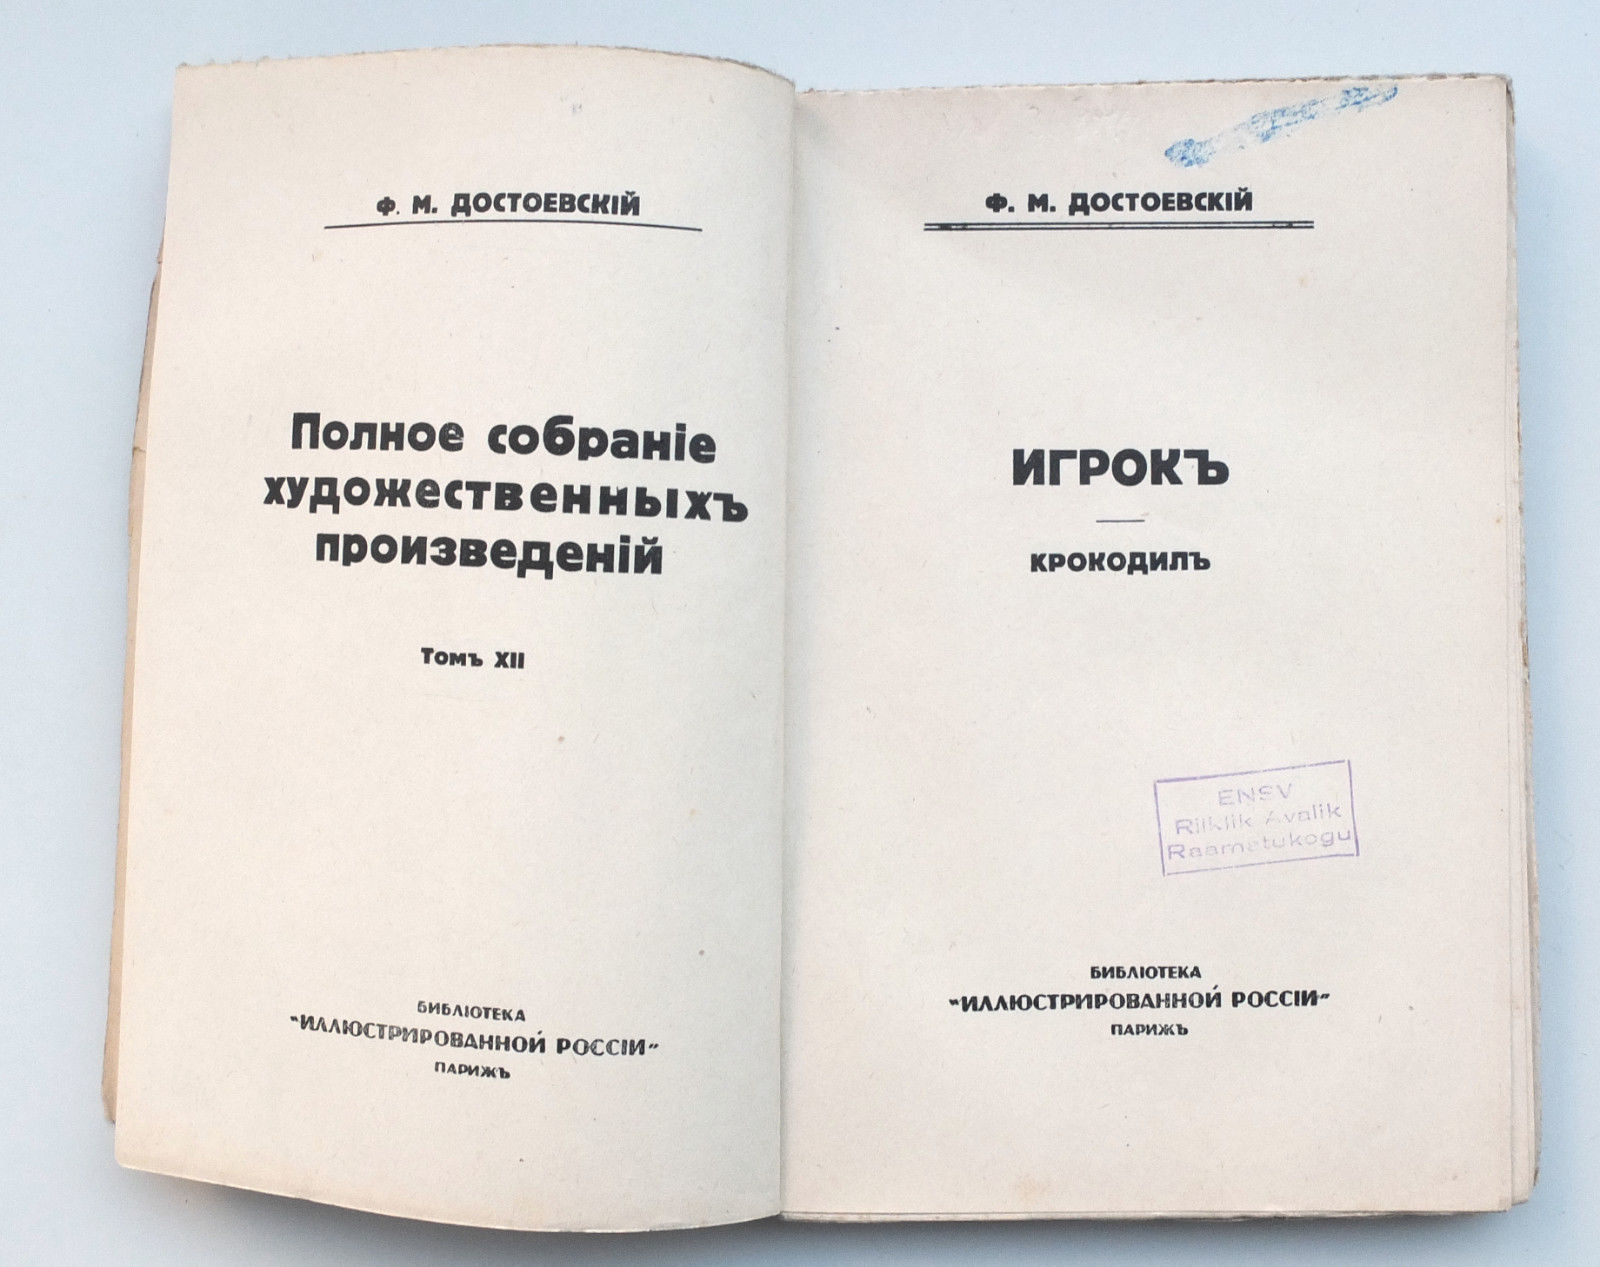 Ф. М. ДОСТОЕВСКІЙ
Полное собраніе
художественныхъ
произведеній
Томъ XII
БИБЛІОТЕКА
"ИЛЛЮСТРИРОВАННОЙ РОССІИ"
ПАРИЖЪ
Ф. М. ДОСТОЕВСКІЙ
ИГРОКЪ
КРОКОДИЛЪ
ENSV
Riiklik Avalik
Raamatukogu
БИБЛІОТЕКА
"ИЛЛЮСТРИРОВАННОЙ РОССІИ"
ПАРИЖЪ